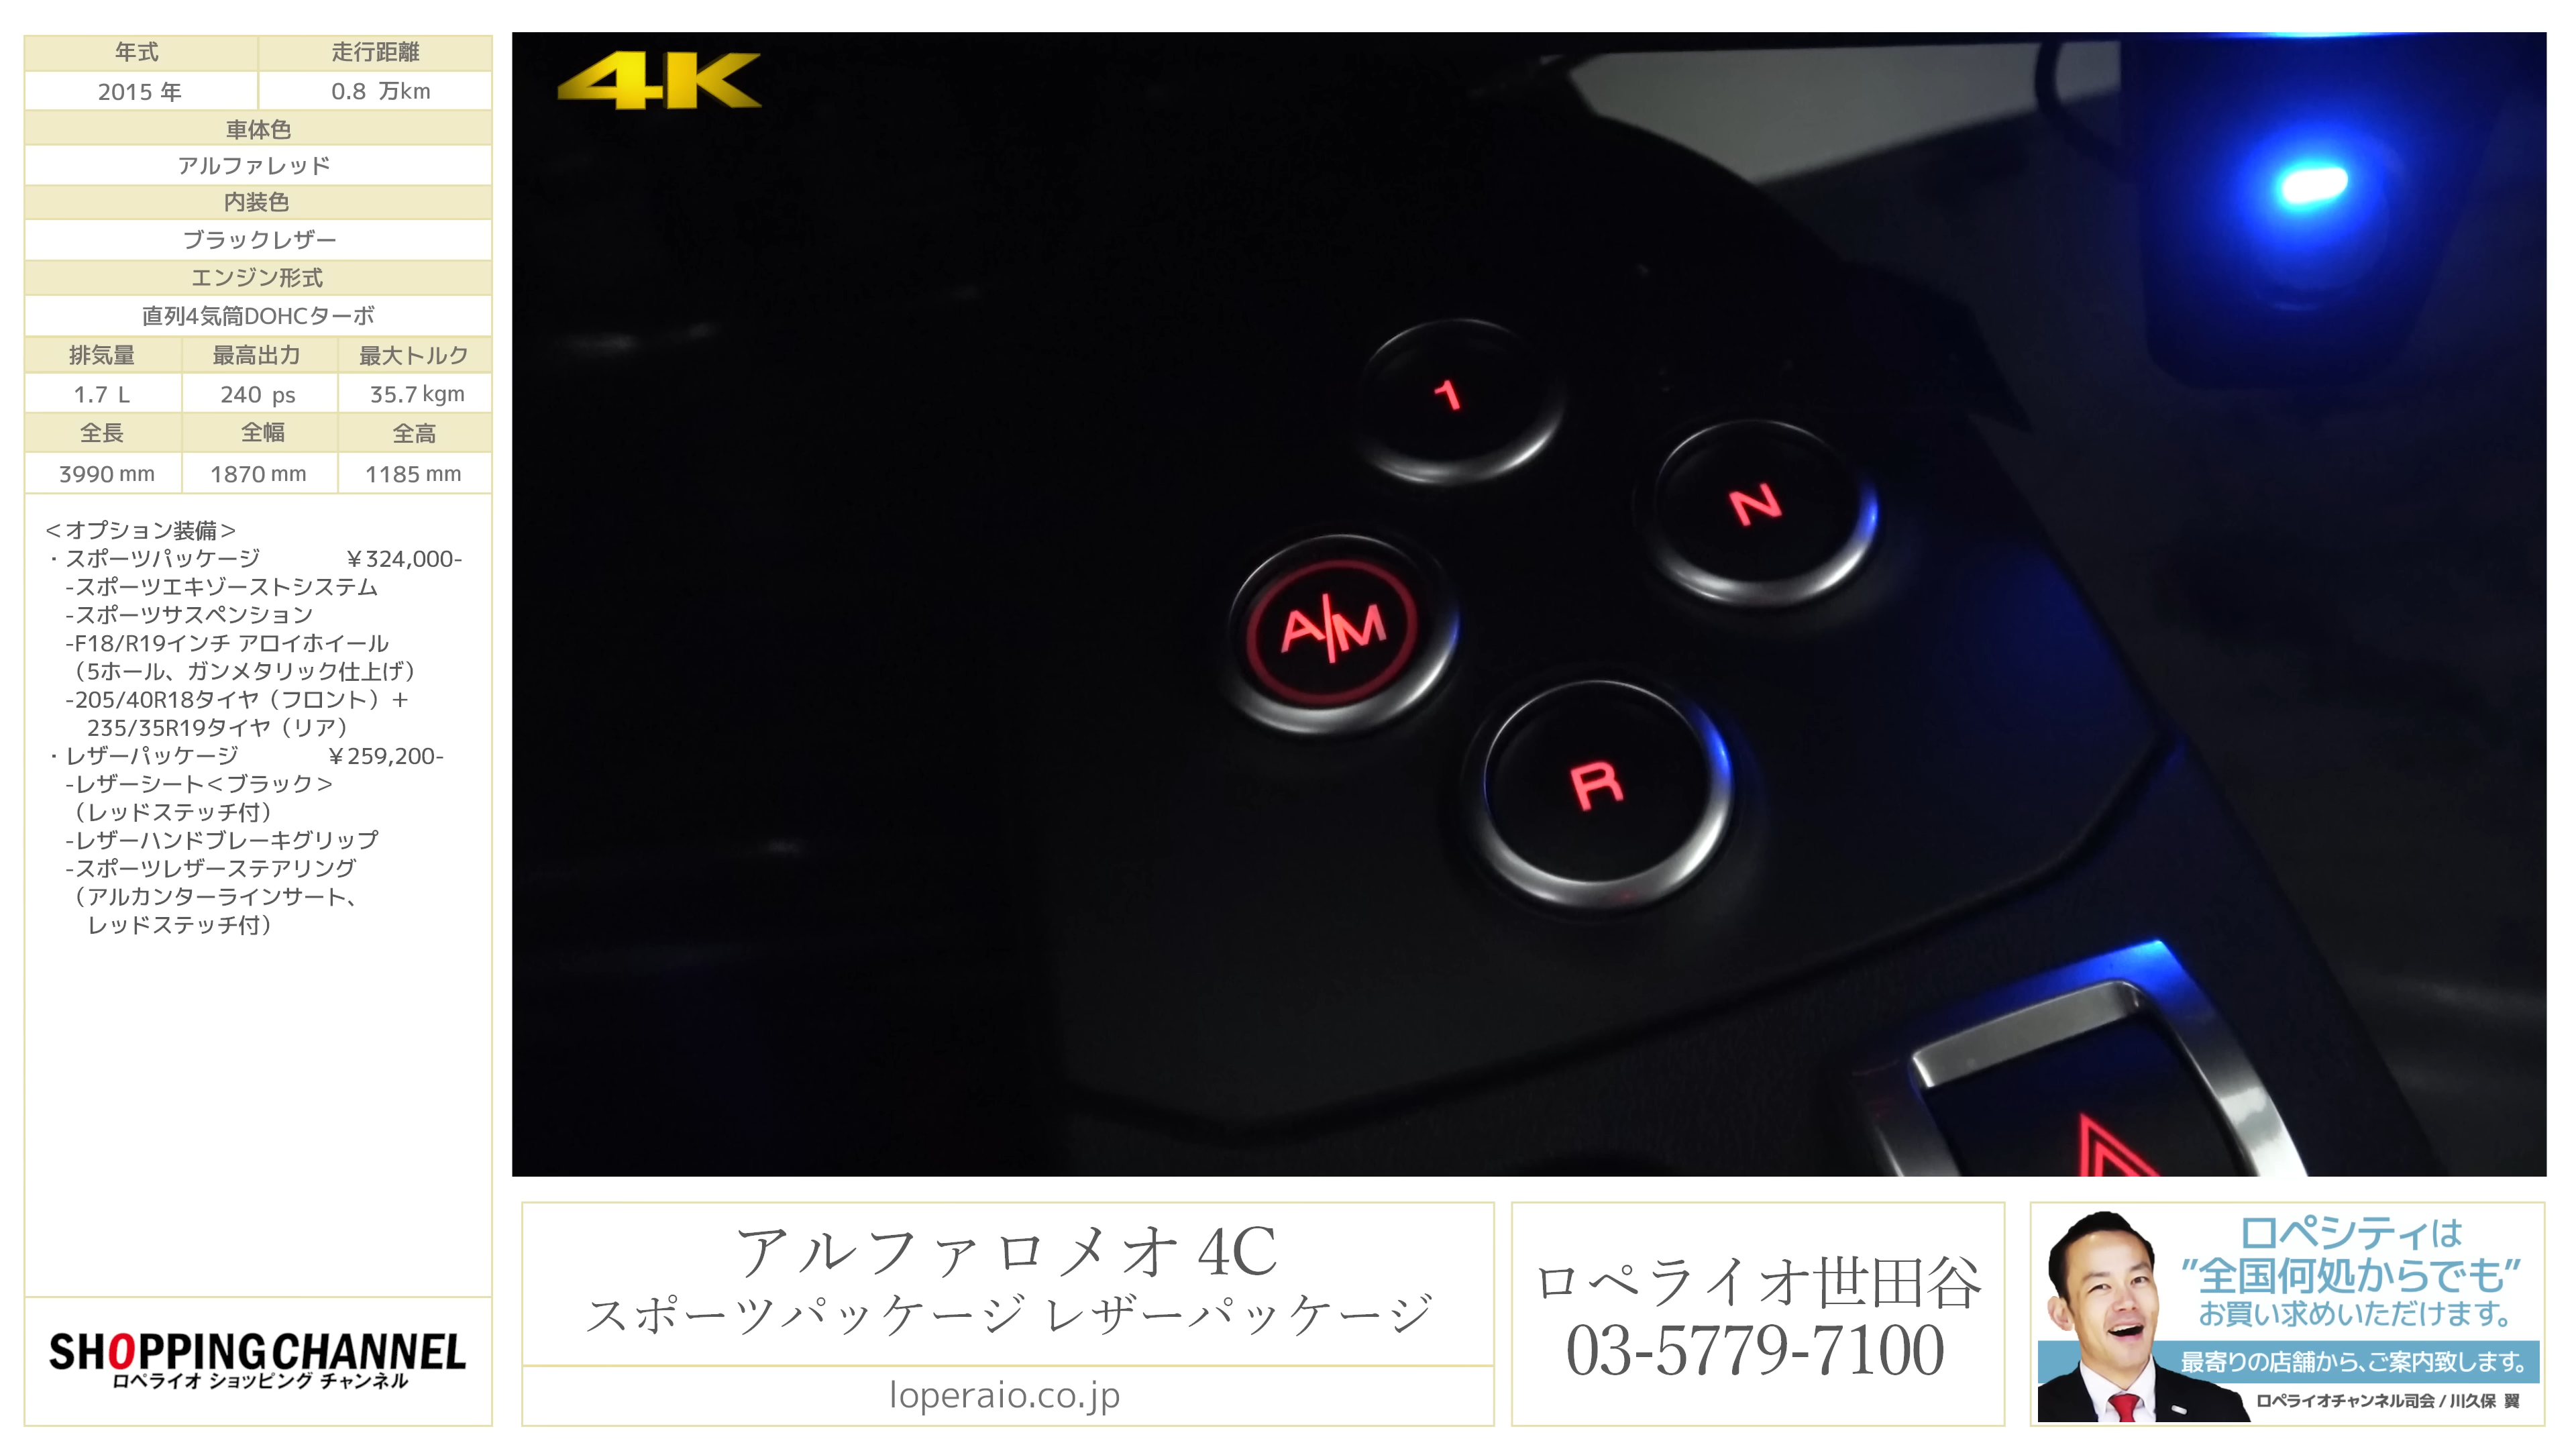 年式 走行距離
2015 年 0.8 万km
車体色
アルファレッド
内装色
ブラックレザー
エンジン形式
直列4気筒DOHCターボ
排気量 最高出力 最大トルク
1.7 L 240 ps 35.7 kgm
全長 全幅 全高
3990 mm 1870 mm 1185 mm
＜オプション装備＞
・スポーツパッケージ ￥324,000-
-スポーツエキゾーストシステム
-スポーツサスペンション
-F18/R19インチ アロイホイール
（5ホール、ガンメタリック仕上げ）
-205/40R18タイヤ（フロント）＋
235/35R19タイヤ（リア）
・レザーパッケージ ￥259,200-
-レザーシート＜ブラック＞
（レッドステッチ付）
-レザーハンドブレーキグリップ
-スポーツレザーステアリング
（アルカンターラインサート、
レッドステッチ付）
SHOPPING CHANNEL
ロペライオ ショッピング チャンネル
4K
1
N
A/M
R
アルファロメオ 4C
スポーツパッケージ レザーパッケージ
loperaio.co.jp
ロペライオ世田谷
03-5779-7100
ロペシティは
”全国何処からでも”
お買い求めいただけます。
最寄りの店舗から、ご案内致します。
ロペライオチャンネル司会 / 川久保 翼